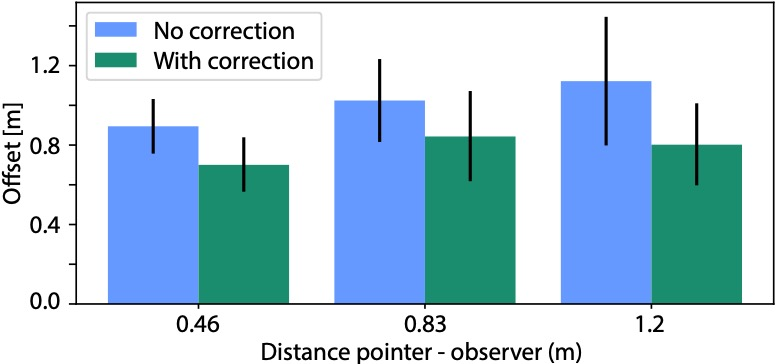 No correction
With correction
Offset [m]
1.2
0.8
0.4
0.0
0.46 0.83 1.2
Distance pointer - observer (m)